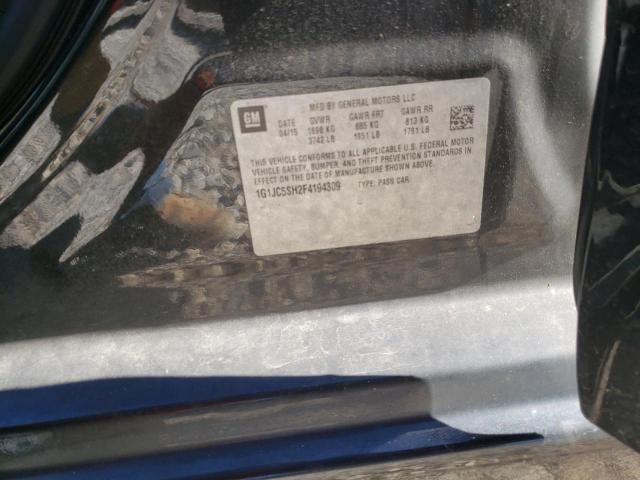 GM
MFD BY GENERAL MOTORS LLC
DATE GVWR GAWR FRT GAWR RR
04/15 1698 KG 885 KG 813 KG
3742 LB 1951 LB 1791 LB
THIS VEHICLE CONFORMS TO ALL APPLICABLE U.S. FEDERAL MOTOR
VEHICLE SAFETY, BUMPER, AND THEFT PREVENTION STANDARDS
IN EFFECT ON THE DATE OF MANUFACTURE SHOWN ABOVE.
1G1JC5SH2F4194309 TYPE: PASS CAR